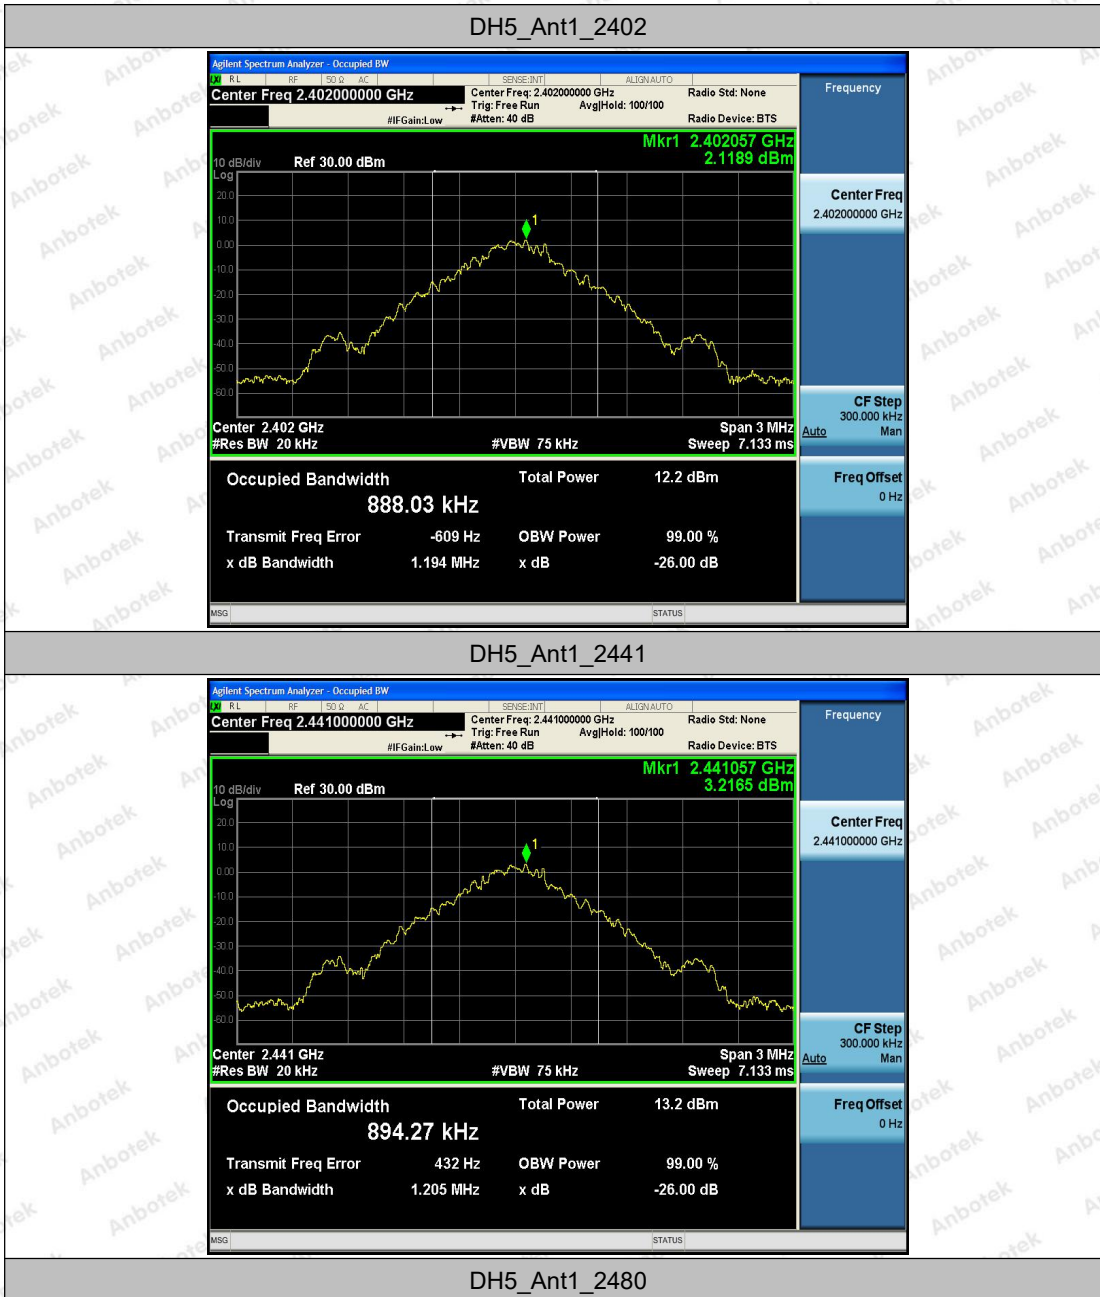 DH5_Ant1_2402
Agilent Spectrum Analyzer - Occupied BW
LXI RL RF 50 Ω AC SENSE:INT ALIGNAUTO
Center Freq 2.402000000 GHz
Center Freq: 2.402000000 GHz Radio Std: None
Trig: Free Run Avg|Hold: 100/100
#IFGain:Low #Atten: 40 dB Radio Device: BTS
Mkr1 2.402057 GHz
2.1189 dBm
10 dB/div Ref 30.00 dBm
Log
20.0
10.0
0.00
-10.0
-20.0
-30.0
-40.0
-50.0
-60.0
1
Center 2.402 GHz Span 3 MHz
#Res BW 20 kHz #VBW 75 kHz Sweep 7.133 ms
Occupied Bandwidth Total Power 12.2 dBm
888.03 kHz
Transmit Freq Error -609 Hz OBW Power 99.00 %
x dB Bandwidth 1.194 MHz x dB -26.00 dB
MSG STATUS
Frequency
Center Freq
2.402000000 GHz
CF Step
300.000 kHz
Auto Man
Freq Offset
0 Hz
DH5_Ant1_2441
Agilent Spectrum Analyzer - Occupied BW
LXI RL RF 50 Ω AC SENSE:INT ALIGNAUTO
Center Freq 2.441000000 GHz
Center Freq: 2.441000000 GHz Radio Std: None
Trig: Free Run Avg|Hold: 100/100
#IFGain:Low #Atten: 40 dB Radio Device: BTS
Mkr1 2.441057 GHz
3.2165 dBm
10 dB/div Ref 30.00 dBm
Log
20.0
10.0
0.00
-10.0
-20.0
-30.0
-40.0
-50.0
-60.0
1
Center 2.441 GHz Span 3 MHz
#Res BW 20 kHz #VBW 75 kHz Sweep 7.133 ms
Occupied Bandwidth Total Power 13.2 dBm
894.27 kHz
Transmit Freq Error 432 Hz OBW Power 99.00 %
x dB Bandwidth 1.205 MHz x dB -26.00 dB
MSG STATUS
Frequency
Center Freq
2.441000000 GHz
CF Step
300.000 kHz
Auto Man
Freq Offset
0 Hz
DH5_Ant1_2480
Anbotek